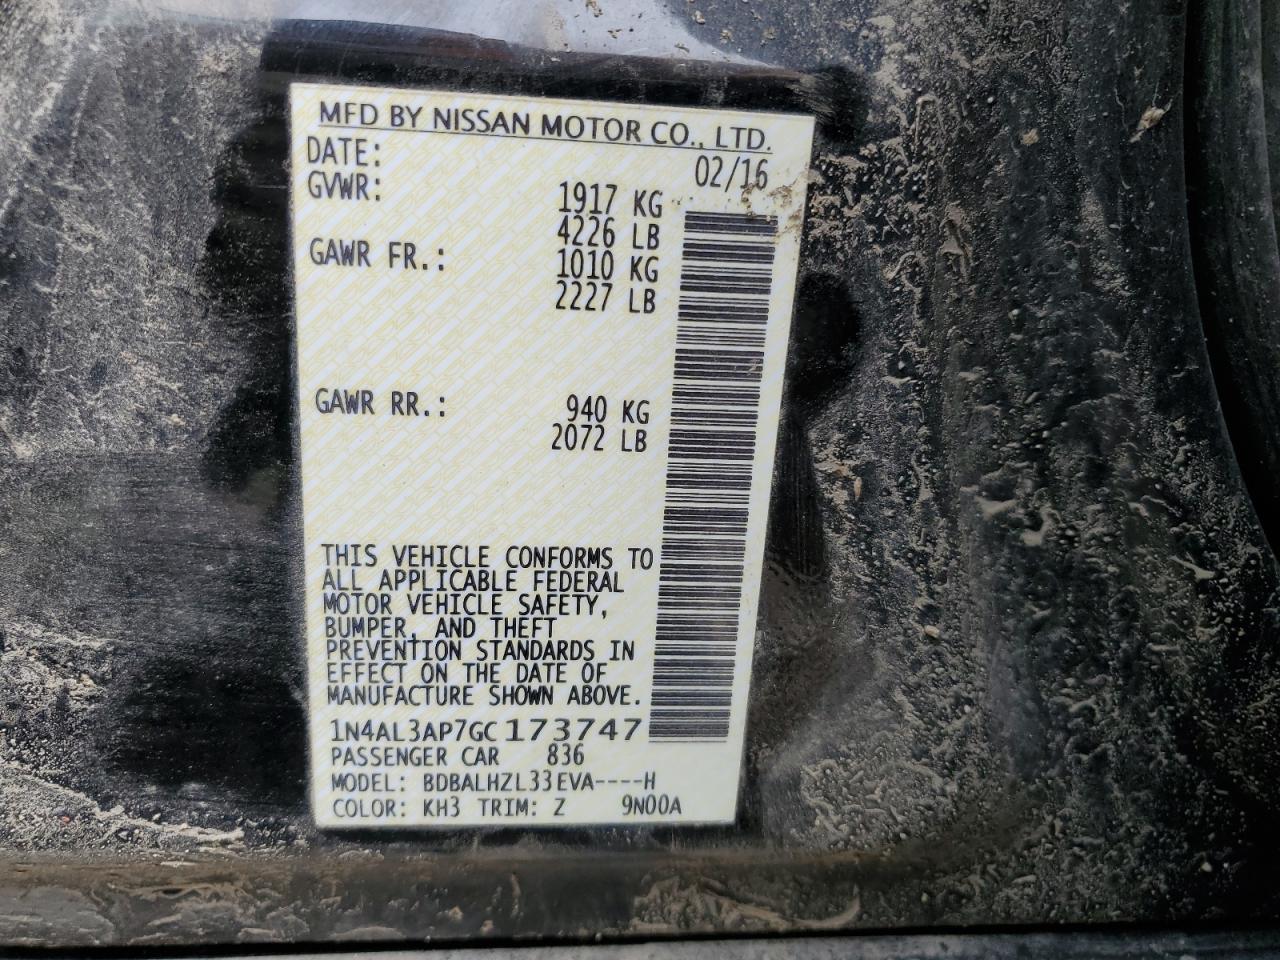 MFD BY NISSAN MOTOR CO., LTD.
DATE: 02/16
GVWR: 1917 KG
4226 LB
GAWR FR.: 1010 KG
2227 LB
GAWR RR.: 940 KG
2072 LB
THIS VEHICLE CONFORMS TO
ALL APPLICABLE FEDERAL
MOTOR VEHICLE SAFETY,
BUMPER, AND THEFT
PREVENTION STANDARDS IN
EFFECT ON THE DATE OF
MANUFACTURE SHOWN ABOVE.
1N4AL3AP7GC173747
PASSENGER CAR 836
MODEL: BDBALHZL33EVA----H
COLOR: KH3 TRIM: Z 9N00A